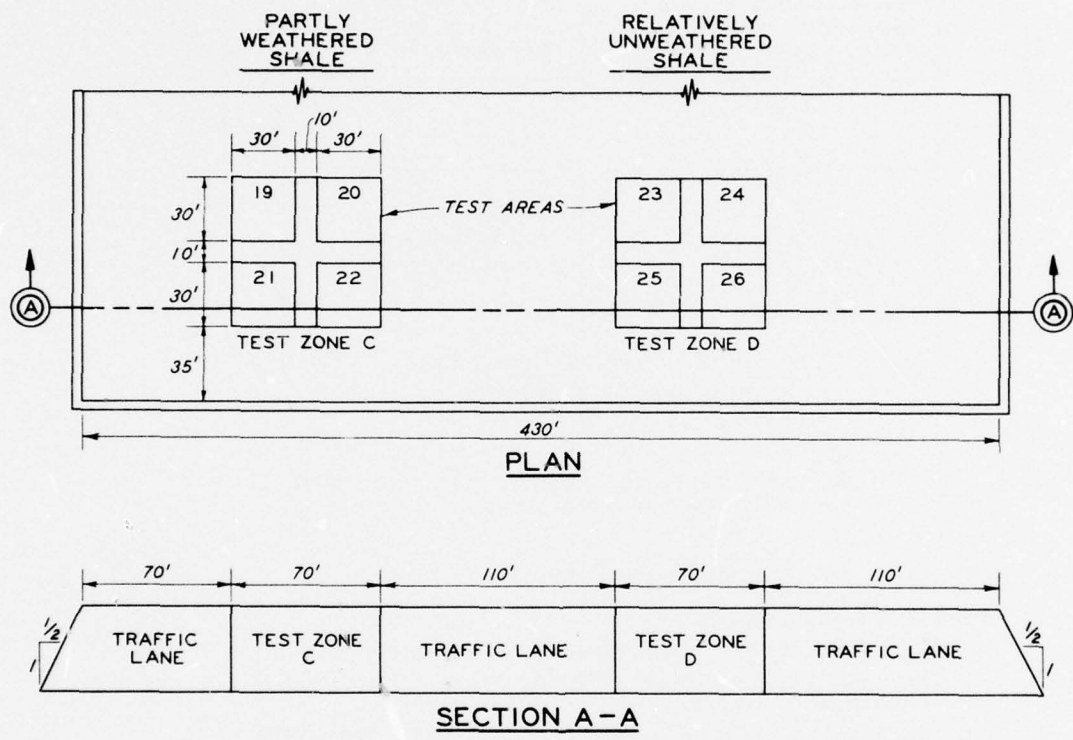 PARTLY
WEATHERED
SHALE
RELATIVELY
UNWEATHERED
SHALE
10'
30'
30'
19
20
23
24
30'
TEST AREAS
10'
21
22
25
26
30'
A
A
TEST ZONE C
TEST ZONE D
35'
430'
PLAN
70'
70'
110'
70'
110'
1/2
1
TRAFFIC
LANE
TEST ZONE
C
TRAFFIC LANE
TEST ZONE
D
TRAFFIC LANE
1/2
1
SECTION A-A